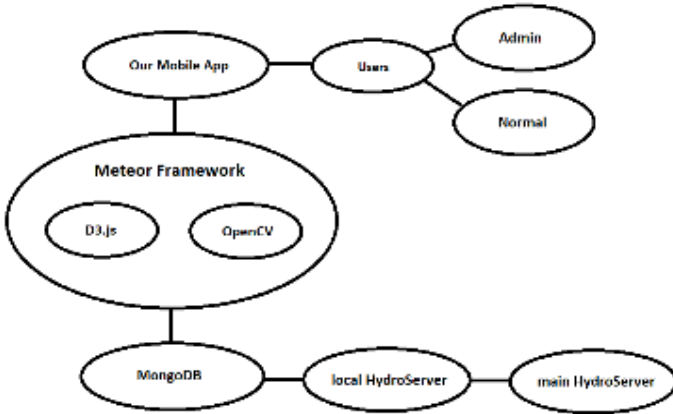 Admin
Our Mobile App
Users
Normal
Meteor Framework
D3.js
OpenCV
MongoDB
local HydroServer
main HydroServer